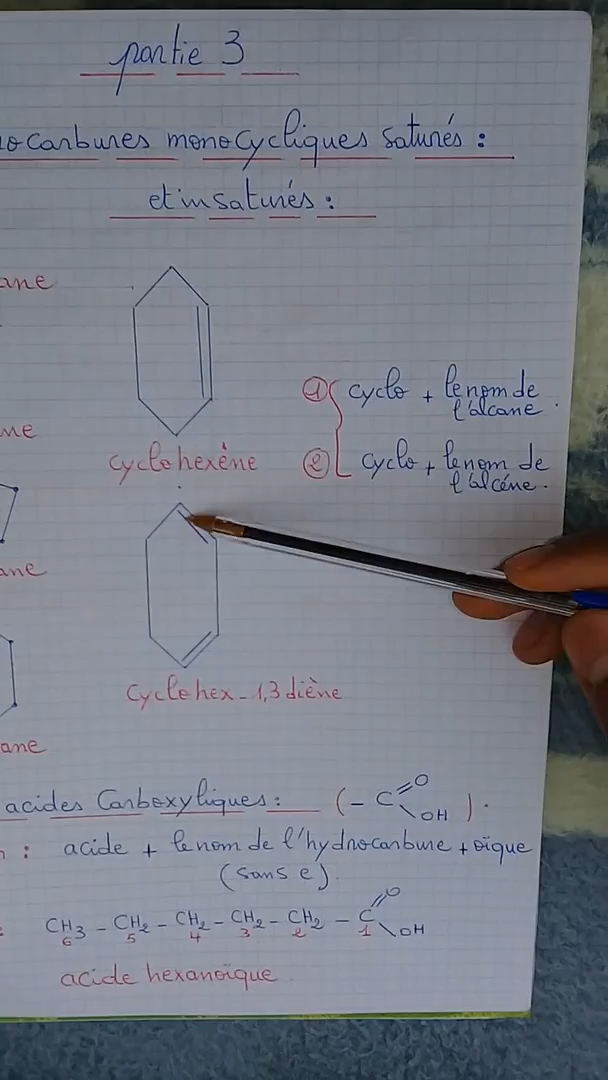 partie 3
ocarbures monocycliques saturés :
et insaturés :
ane
① cyclo + le nom de
l'alcane.
ne
cyclohexène
② cyclo + le nom de
l'alcéne.
ane
cyclohex-1,3 diène
ane
acides Carboxyliques : (- C O OH ).
: acide + le nom de l'hydrocarbure + oïque
(sans e).
: CH3 - CH2 - CH2 - CH2 - CH2 - C O OH
6 5 4 3 2 1
acide hexanoïque